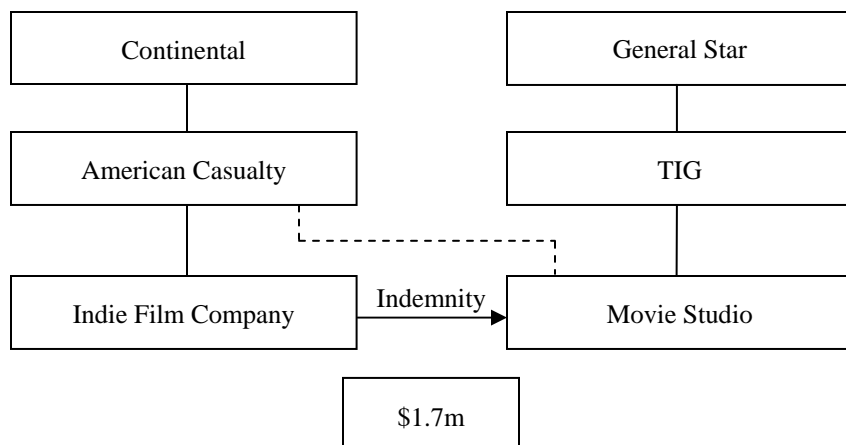 Continental
General Star
American Casualty
TIG
Indie Film Company
Indemnity
Movie Studio
$1.7m